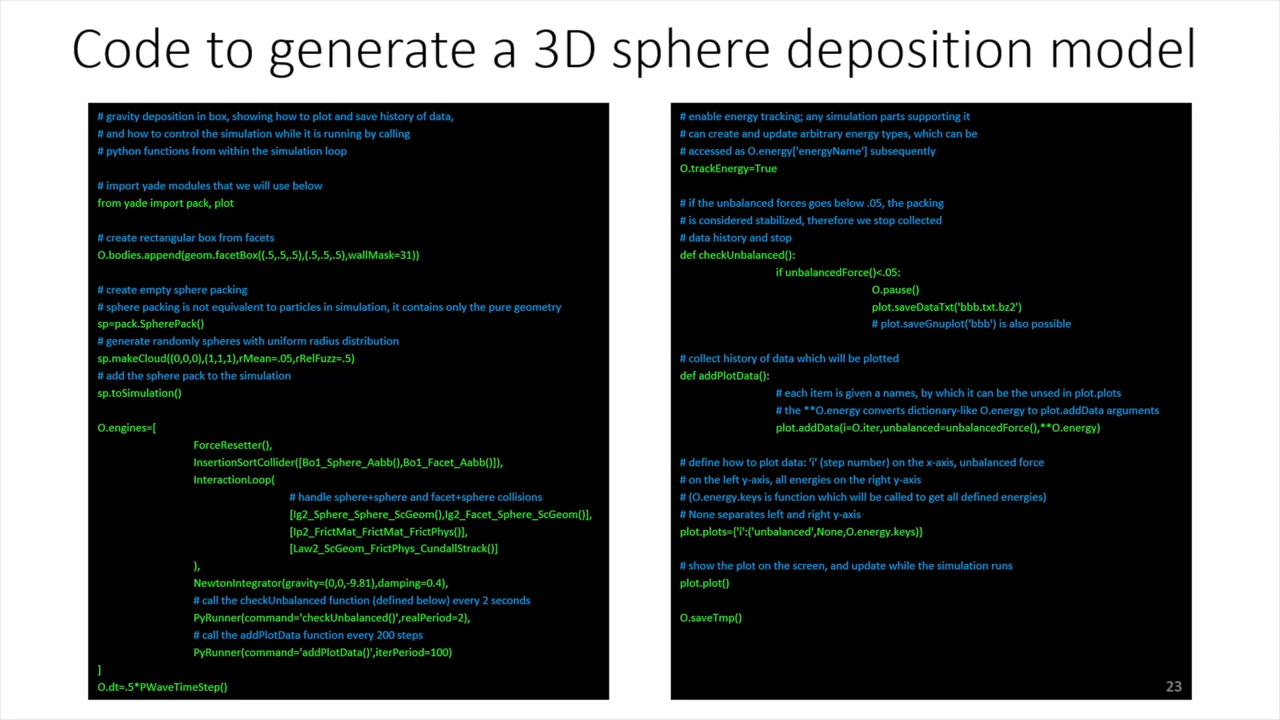 Code to generate a 3D sphere deposition model
# gravity deposition in box, showing how to plot and save history of data,
# and how to control the simulation while it is running by calling
# python functions from within the simulation loop
# import yade modules that we will use below
from yade import pack, plot
# create rectangular box from facets
O.bodies.append(geom.facetBox((.5,.5,.5),(.5,.5,.5),wallMask=31))
# create empty sphere packing
# sphere packing is not equivalent to particles in simulation, it contains only the pure geometry
sp=pack.SpherePack()
# generate randomly spheres with uniform radius distribution
sp.makeCloud((0,0,0),(1,1,1),rMean=.05,rRelFuzz=.5)
# add the sphere pack to the simulation
sp.toSimulation()
O.engines=[
ForceResetter(),
InsertionSortCollider([Bo1_Sphere_Aabb(),Bo1_Facet_Aabb()]),
InteractionLoop(
# handle sphere+sphere and facet+sphere collisions
[Ig2_Sphere_Sphere_ScGeom(),Ig2_Facet_Sphere_ScGeom()],
[Ip2_FrictMat_FrictMat_FrictPhys()],
[Law2_ScGeom_FrictPhys_CundallStrack()]
),
NewtonIntegrator(gravity=(0,0,-9.81),damping=0.4),
# call the checkUnbalanced function (defined below) every 2 seconds
PyRunner(command='checkUnbalanced()',realPeriod=2),
# call the addPlotData function every 200 steps
PyRunner(command='addPlotData()',iterPeriod=100)
]
O.dt=.5*PWaveTimeStep()
# enable energy tracking; any simulation parts supporting it
# can create and update arbitrary energy types, which can be
# accessed as O.energy['energyName'] subsequently
O.trackEnergy=True
# if the unbalanced forces goes below .05, the packing
# is considered stabilized, therefore we stop collected
# data history and stop
def checkUnbalanced():
if unbalancedForce()<.05:
O.pause()
plot.saveDataTxt('bbb.txt.bz2')
# plot.saveGnuplot('bbb') is also possible
# collect history of data which will be plotted
def addPlotData():
# each item is given a names, by which it can be the unsed in plot.plots
# the **O.energy converts dictionary-like O.energy to plot.addData arguments
plot.addData(i=O.iter,unbalanced=unbalancedForce(),**O.energy)
# define how to plot data: 'i' (step number) on the x-axis, unbalanced force
# on the left y-axis, all energies on the right y-axis
# (O.energy.keys is function which will be called to get all defined energies)
# None separates left and right y-axis
plot.plots={'i':('unbalanced',None,O.energy.keys)}
# show the plot on the screen, and update while the simulation runs
plot.plot()
O.saveTmp()
23